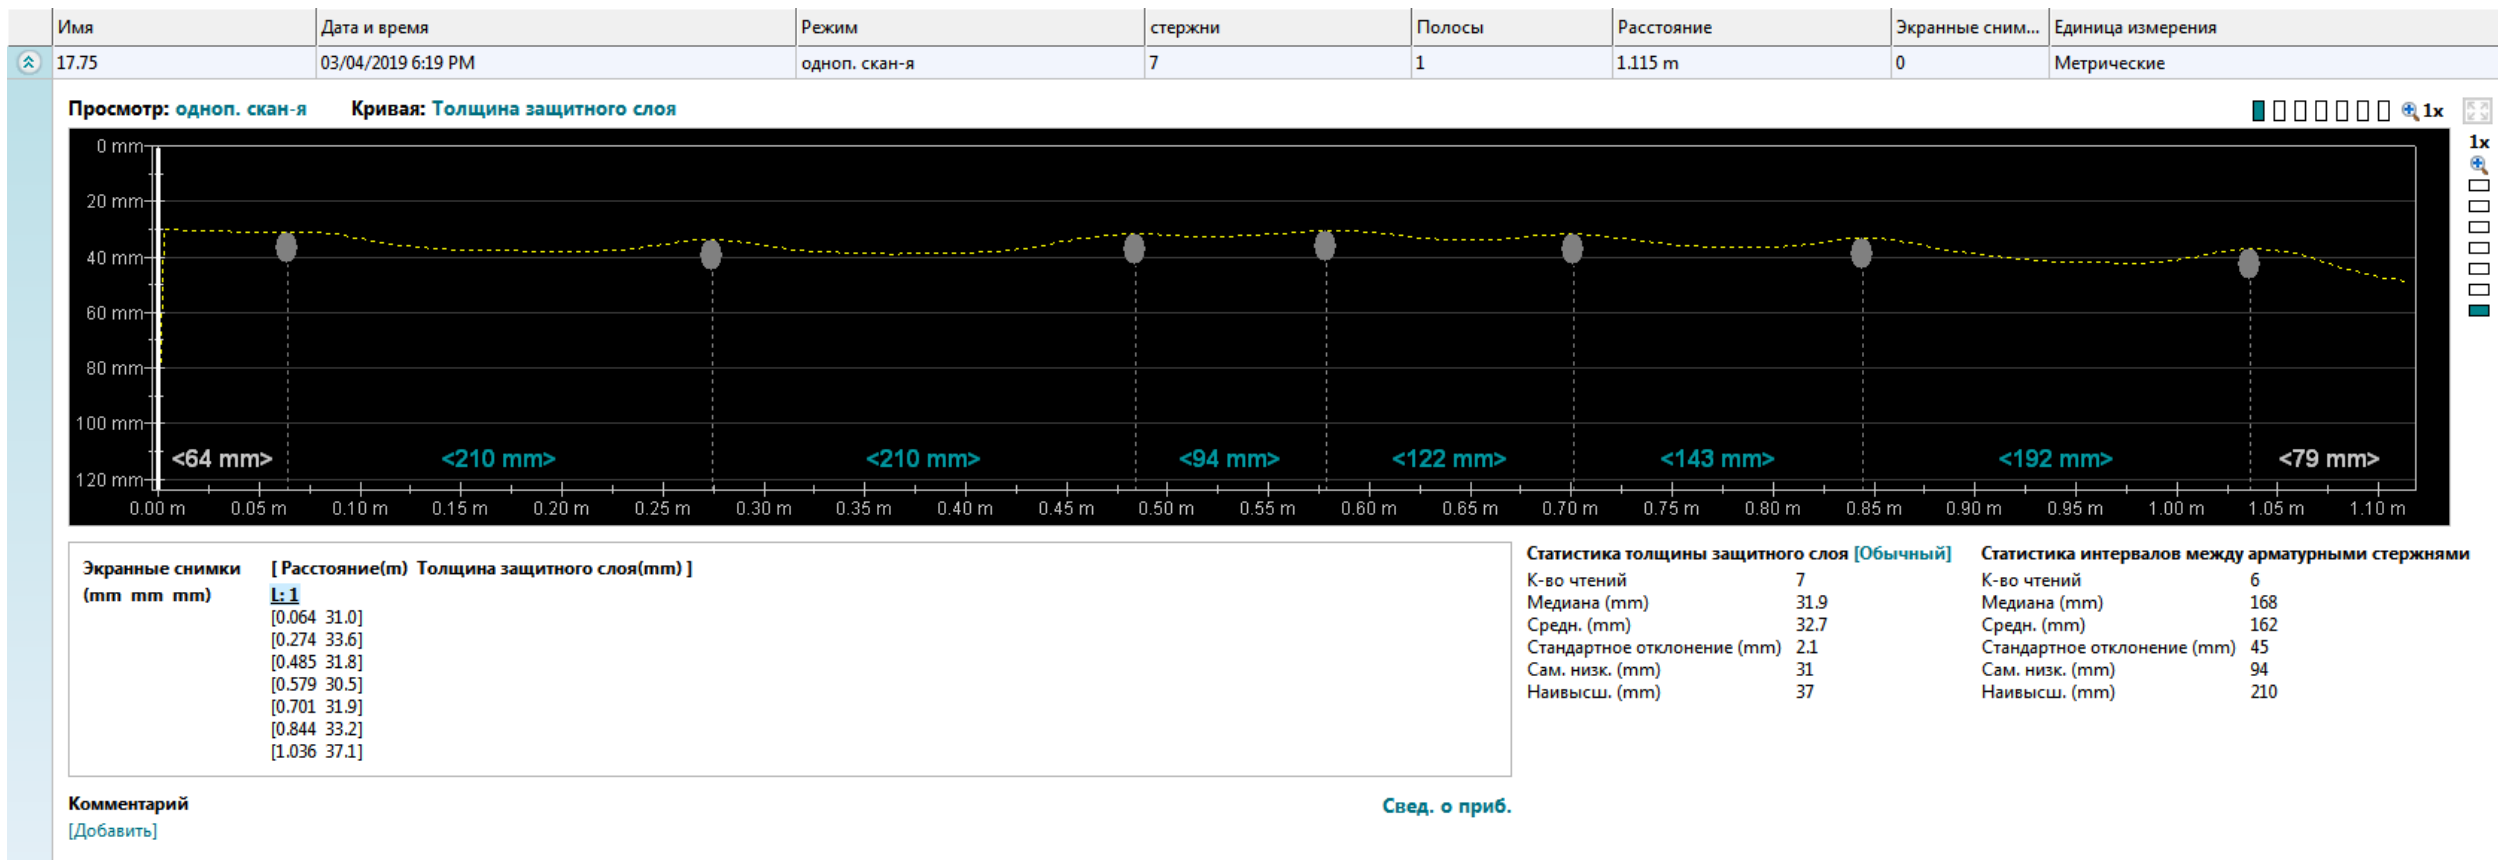 Имя Дата и время Режим стержни Полосы Расстояние Экранные сним... Единица измерения
17.75 03/04/2019 6:19 PM одноп. скан-я 7 1 1.115 m 0 Метрические
Просмотр: одноп. скан-я Кривая: Толщина защитного слоя 1x
1x
0 mm
20 mm
40 mm
60 mm
80 mm
100 mm
<64 mm> <210 mm> <210 mm> <94 mm> <122 mm> <143 mm> <192 mm> <79 mm>
120 mm
0.00 m 0.05 m 0.10 m 0.15 m 0.20 m 0.25 m 0.30 m 0.35 m 0.40 m 0.45 m 0.50 m 0.55 m 0.60 m 0.65 m 0.70 m 0.75 m 0.80 m 0.85 m 0.90 m 0.95 m 1.00 m 1.05 m 1.10 m
Экранные снимки [ Расстояние(m) Толщина защитного слоя(mm) ]
(mm mm mm) L: 1
[0.064 31.0]
[0.274 33.6]
[0.485 31.8]
[0.579 30.5]
[0.701 31.9]
[0.844 33.2]
[1.036 37.1]
Статистика толщины защитного слоя [Обычный]
К-во чтений 7
Медиана (mm) 31.9
Средн. (mm) 32.7
Стандартное отклонение (mm) 2.1
Сам. низк. (mm) 31
Наивысш. (mm) 37
Статистика интервалов между арматурными стержнями
К-во чтений 6
Медиана (mm) 168
Средн. (mm) 162
Стандартное отклонение (mm) 45
Сам. низк. (mm) 94
Наивысш. (mm) 210
Комментарий Свед. о приб.
[Добавить]